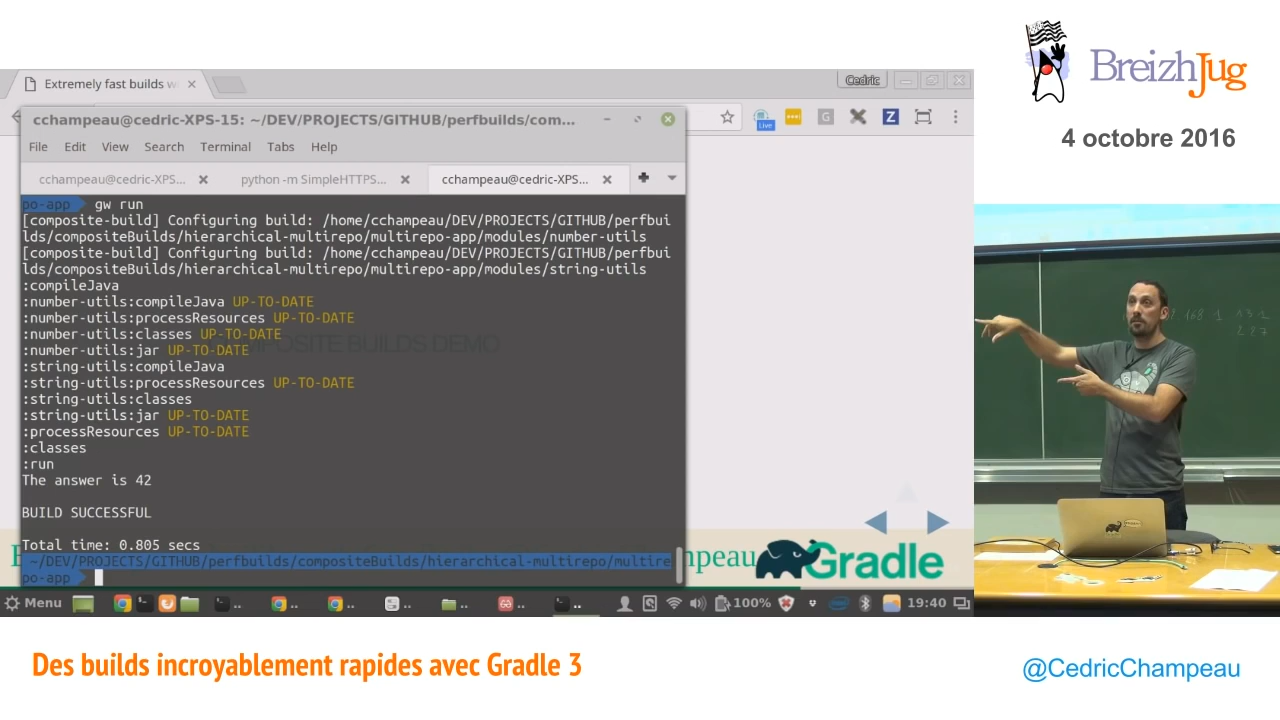 Extremely fast builds w
Cedric
cchampeau@cedric-XPS-15: ~/DEV/PROJECTS/GITHUB/perfbuilds/com...
Live
G
Z
File Edit View Search Terminal Tabs Help
cchampeau@cedric-XPS... python -m SimpleHTTPS... cchampeau@cedric-XPS...
po-app gw run
[composite-build] Configuring build: /home/cchampeau/DEV/PROJECTS/GITHUB/perfbui
lds/compositeBuilds/hierarchical-multirepo/multirepo-app/modules/number-utils
[composite-build] Configuring build: /home/cchampeau/DEV/PROJECTS/GITHUB/perfbui
lds/compositeBuilds/hierarchical-multirepo/multirepo-app/modules/string-utils
:compileJava
:number-utils:compileJava UP-TO-DATE
:number-utils:processResources UP-TO-DATE
:number-utils:classes UP-TO-DATE
:number-utils:jar UP-TO-DATE
BUILDS DEMO
:string-utils:compileJava
:string-utils:processResources UP-TO-DATE
:string-utils:classes
:string-utils:jar UP-TO-DATE
:processResources UP-TO-DATE
:classes
:run
The answer is 42
BUILD SUCCESSFUL
Total time: 0.805 secs
~/DEV/PROJECTS/GITHUB/perfbuilds/compositeBuilds/hierarchical-multirepo/multire
po-app
mpeau Gradle
Menu 100% 19:40
BreizhJug
4 octobre 2016
168 1 131
237
Des builds incroyablement rapides avec Gradle 3
@CedricChampeau